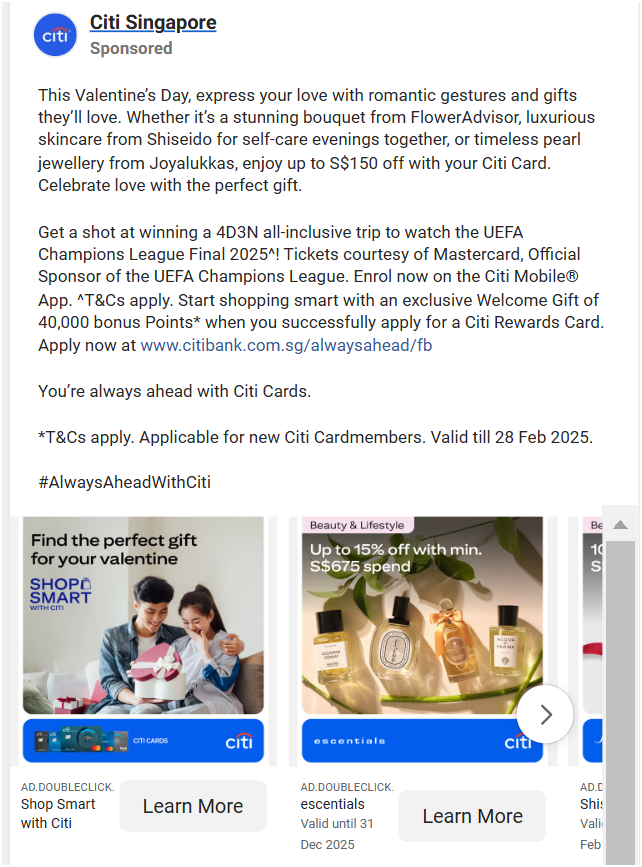 citi
Citi Singapore
Sponsored
This Valentine’s Day, express your love with romantic gestures and gifts
they’ll love. Whether it’s a stunning bouquet from FlowerAdvisor, luxurious
skincare from Shiseido for self-care evenings together, or timeless pearl
jewellery from Joyalukkas, enjoy up to S$150 off with your Citi Card.
Celebrate love with the perfect gift.
Get a shot at winning a 4D3N all-inclusive trip to watch the UEFA
Champions League Final 2025^! Tickets courtesy of Mastercard, Official
Sponsor of the UEFA Champions League. Enrol now on the Citi Mobile®
App. ^T&Cs apply. Start shopping smart with an exclusive Welcome Gift of
40,000 bonus Points* when you successfully apply for a Citi Rewards Card.
Apply now at www.citibank.com.sg/alwaysahead/fb
You’re always ahead with Citi Cards.
*T&Cs apply. Applicable for new Citi Cardmembers. Valid till 28 Feb 2025.
#AlwaysAheadWithCiti
Find the perfect gift
for your valentine
SHOP
SMART
WITH CITI
CITI CARDS
citi
AD.DOUBLECLICK.
Shop Smart
with Citi
Learn More
Beauty & Lifestyle
Up to 15% off with min.
S$675 spend
ACQUA
DI
PARMA
escentials
citi
AD.DOUBLECLICK.
escentials
Valid until 31
Dec 2025
Learn More
Be
10
S
AD.D
Shis
Vali
Feb